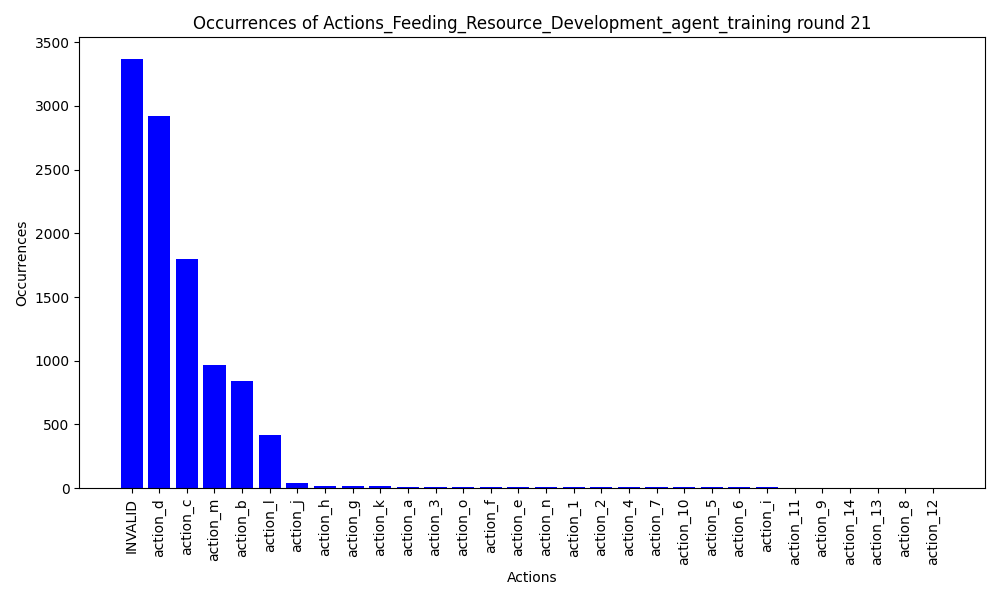 Occurrences of Actions_Feeding_Resource_Development_agent_training round 21
3500
3000
2500
2000
1500
1000
500
0
Occurrences
INVALID
action_d
action_c
action_m
action_b
action_l
action_j
action_h
action_g
action_k
action_a
action_3
action_o
action_f
action_e
action_n
action_1
action_2
action_4
action_7
action_10
action_5
action_6
action_i
action_11
action_9
action_14
action_13
action_8
action_12
Actions